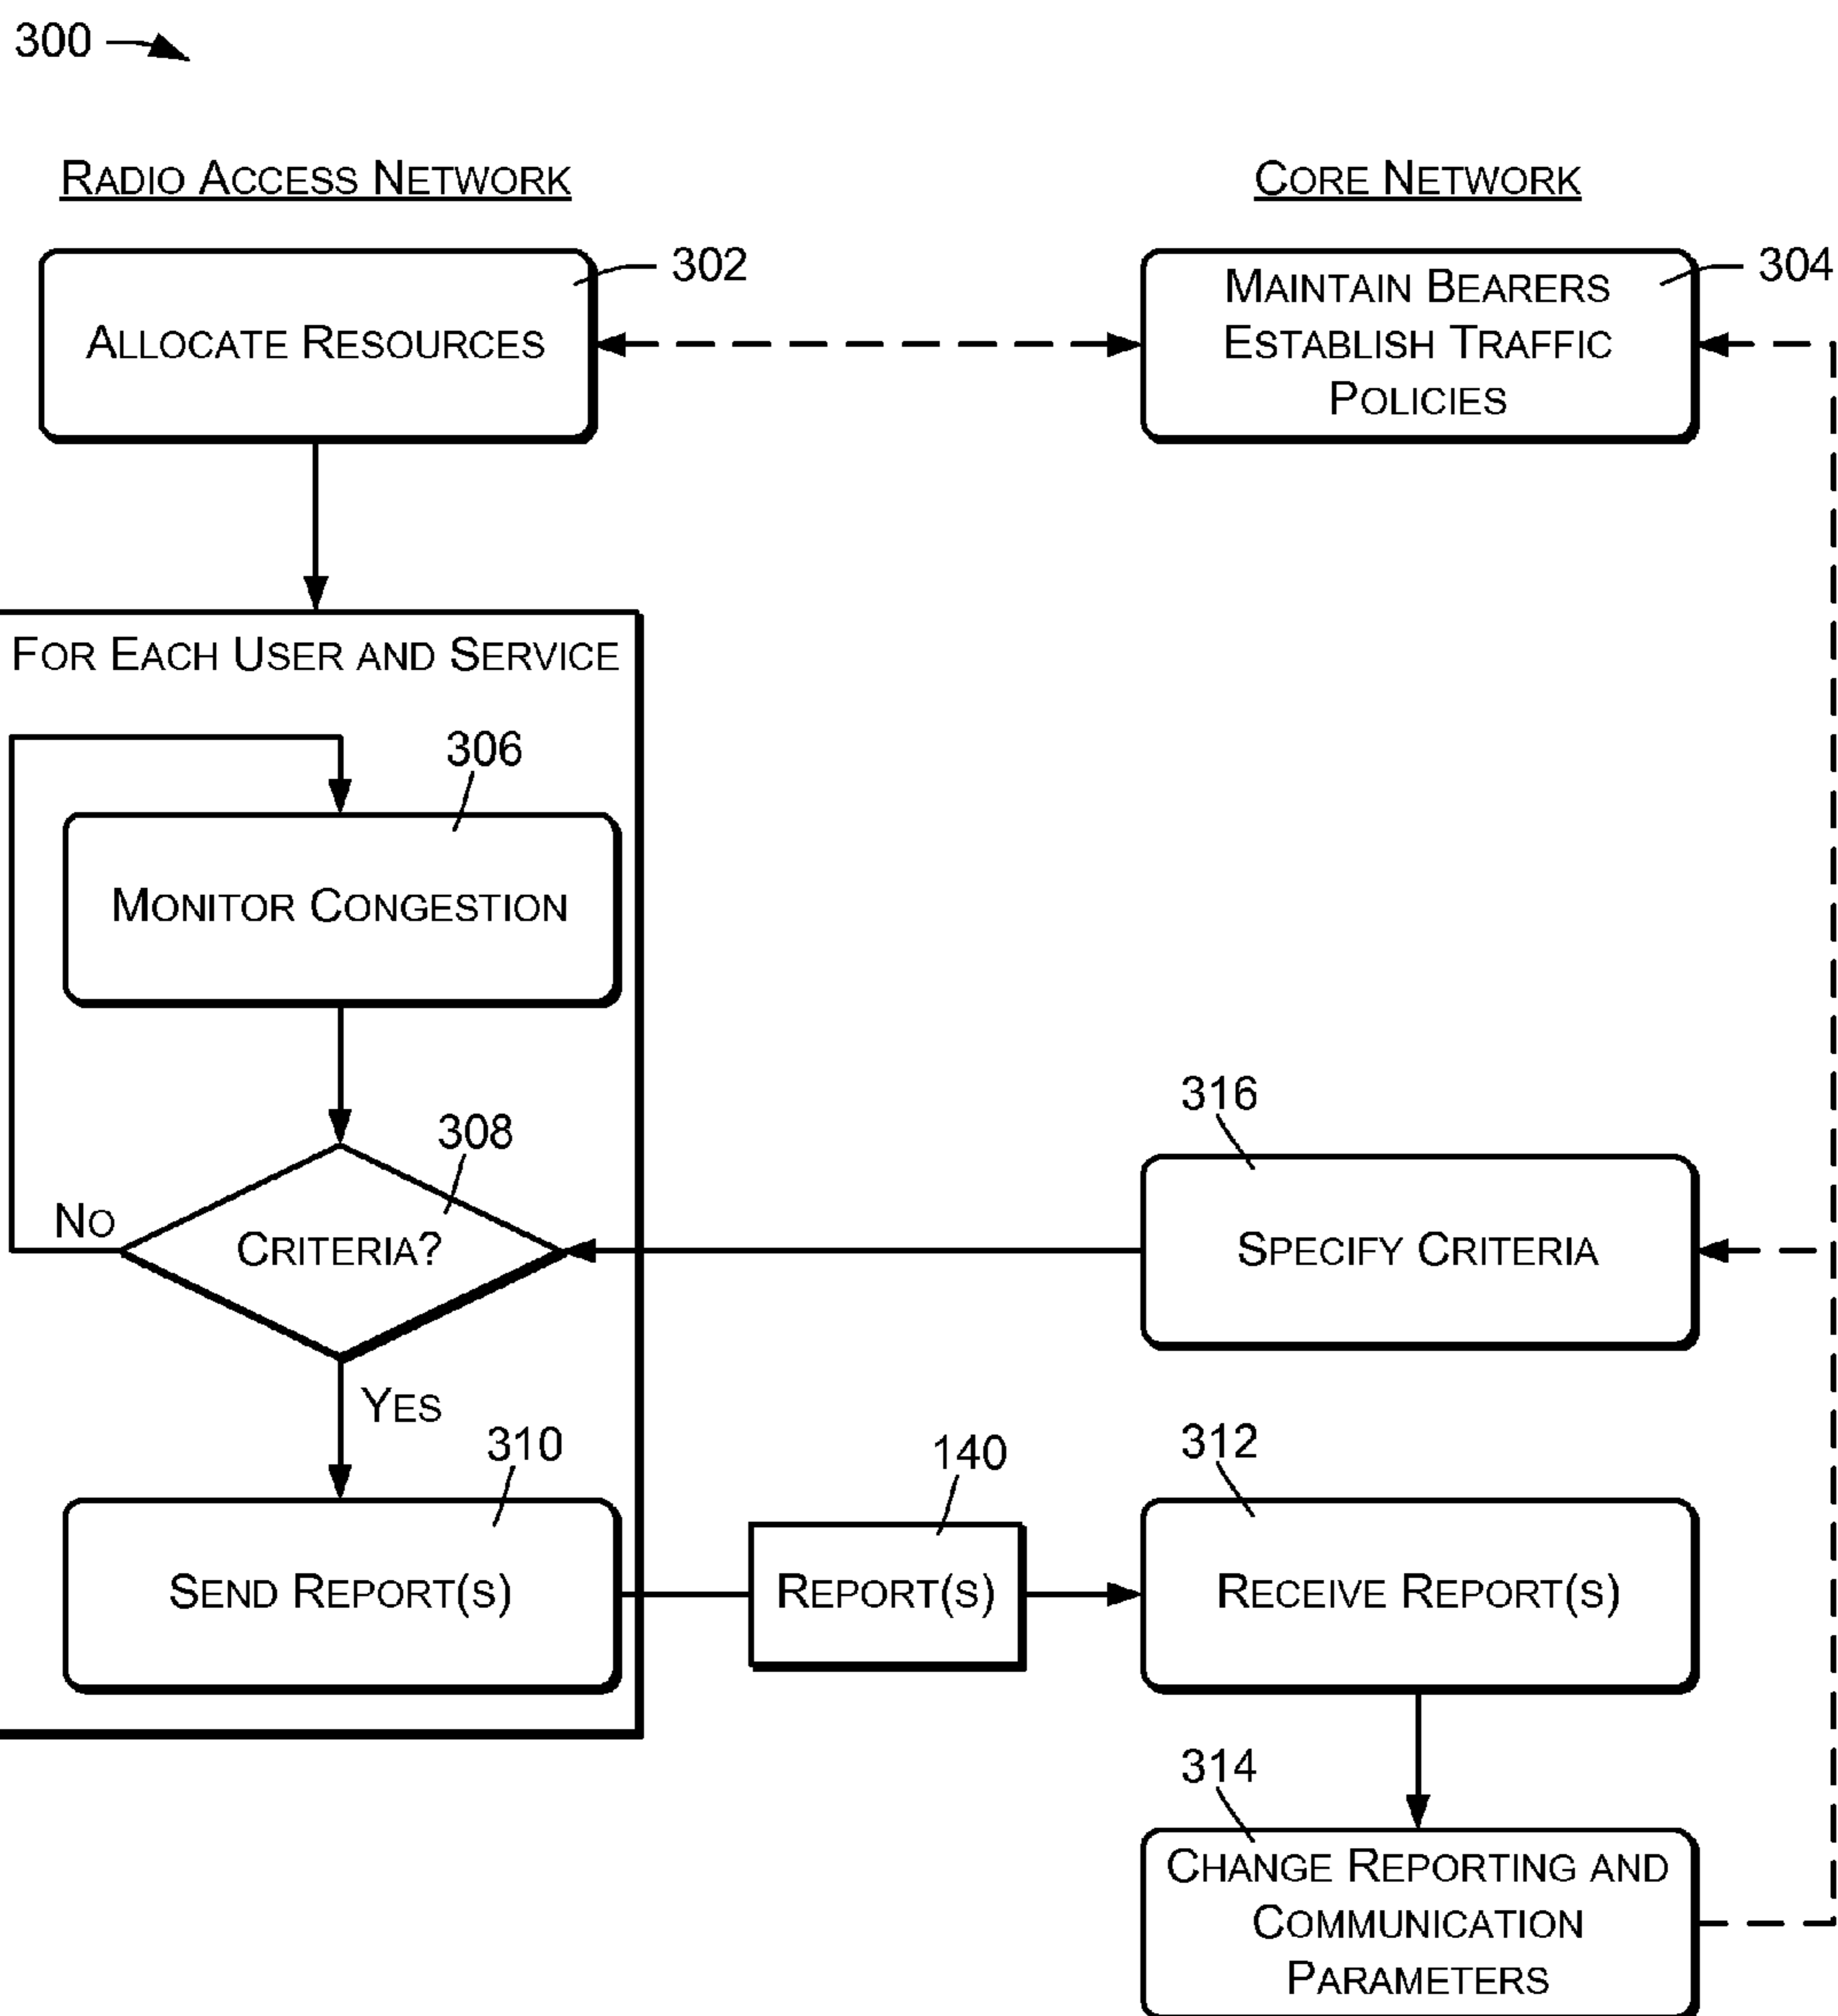 300
RADIO ACCESS NETWORK
CORE NETWORK
302
304
ALLOCATE RESOURCES
MAINTAIN BEARERS
ESTABLISH TRAFFIC
POLICIES
FOR EACH USER AND SERVICE
306
MONITOR CONGESTION
308
316
NO
CRITERIA?
SPECIFY CRITERIA
YES
310
140
312
SEND REPORT(S)
REPORT(S)
RECEIVE REPORT(S)
314
CHANGE REPORTING AND
COMMUNICATION
PARAMETERS